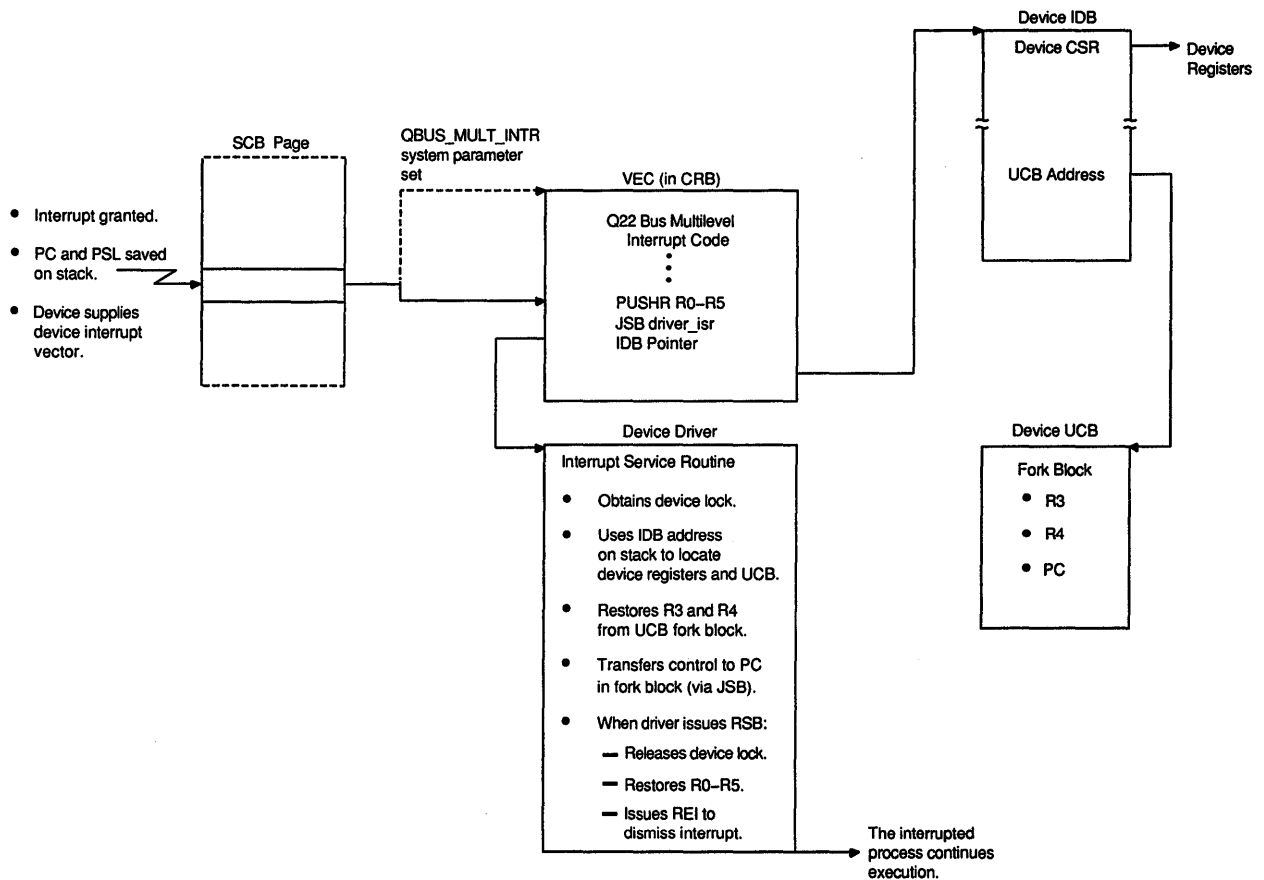 Device IDB
Device CSR
Device
Registers
UCB Address
SCB Page
QBUS_MULT_INTR
system parameter
set
VEC (in CRB)
Q22 Bus Multilevel
Interrupt Code
PUSHR R0–R5
JSB driver_isr
IDB Pointer
• Interrupt granted.
• PC and PSL saved
on stack.
• Device supplies
device interrupt
vector.
Device Driver
Interrupt Service Routine
• Obtains device lock.
• Uses IDB address
on stack to locate
device registers and UCB.
• Restores R3 and R4
from UCB fork block.
• Transfers control to PC
in fork block (via JSB).
• When driver issues RSB:
— Releases device lock.
— Restores R0–R5.
— Issues REI to
dismiss interrupt.
Device UCB
Fork Block
• R3
• R4
• PC
The interrupted
process continues
execution.